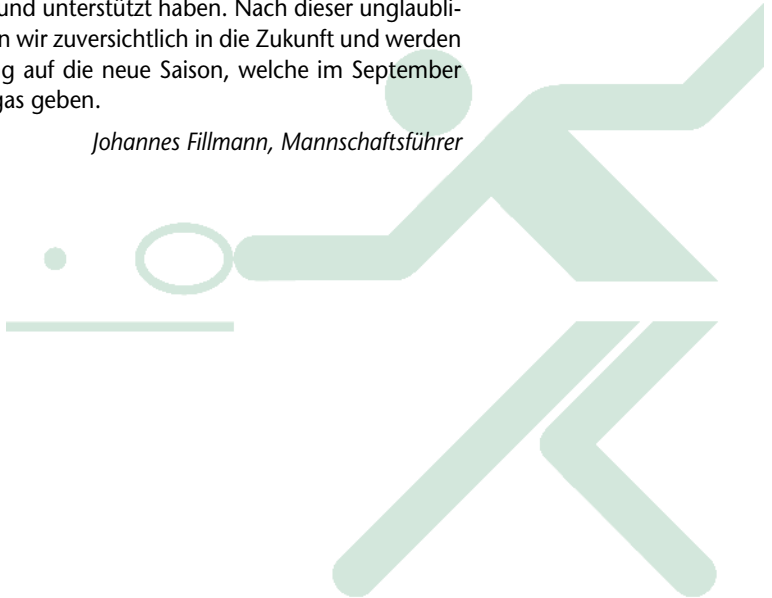 und unterstützt haben. Nach dieser unglaubli-
n wir zuversichtlich in die Zukunft und werden
g auf die neue Saison, welche im September
gas geben.
Johannes Fillmann, Mannschaftsführer